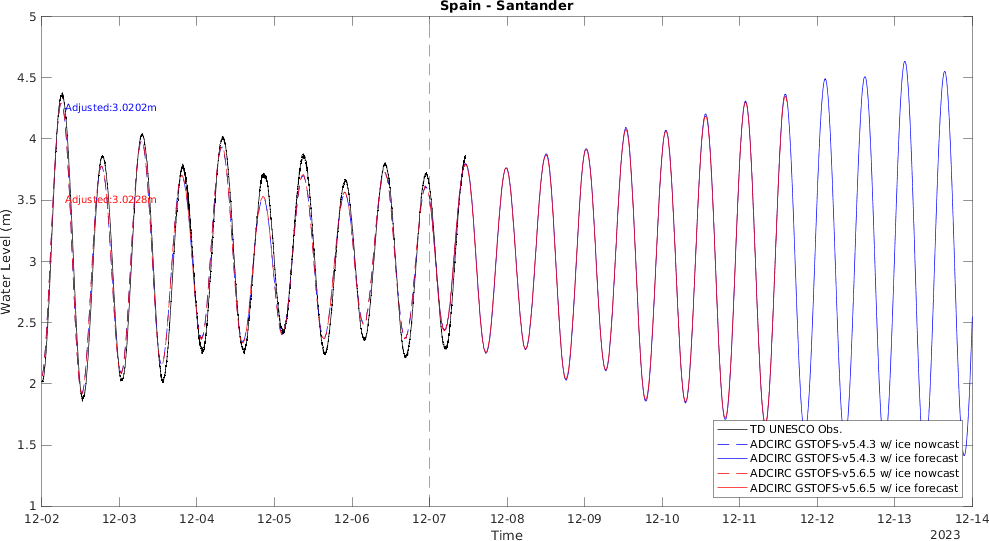 Spain - Santander
Water Level (m)
5
4.5
4
3.5
3
2.5
2
1.5
1
Adjusted:3.0202m
Adjusted:3.0228m
TD UNESCO Obs.
ADCIRC GSTOFS-v5.4.3 w/ ice nowcast
ADCIRC GSTOFS-v5.4.3 w/ ice forecast
ADCIRC GSTOFS-v5.6.5 w/ ice nowcast
ADCIRC GSTOFS-v5.6.5 w/ ice forecast
12-02 12-03 12-04 12-05 12-06 12-07 12-08 12-09 12-10 12-11 12-12 12-13 12-14
Time
2023